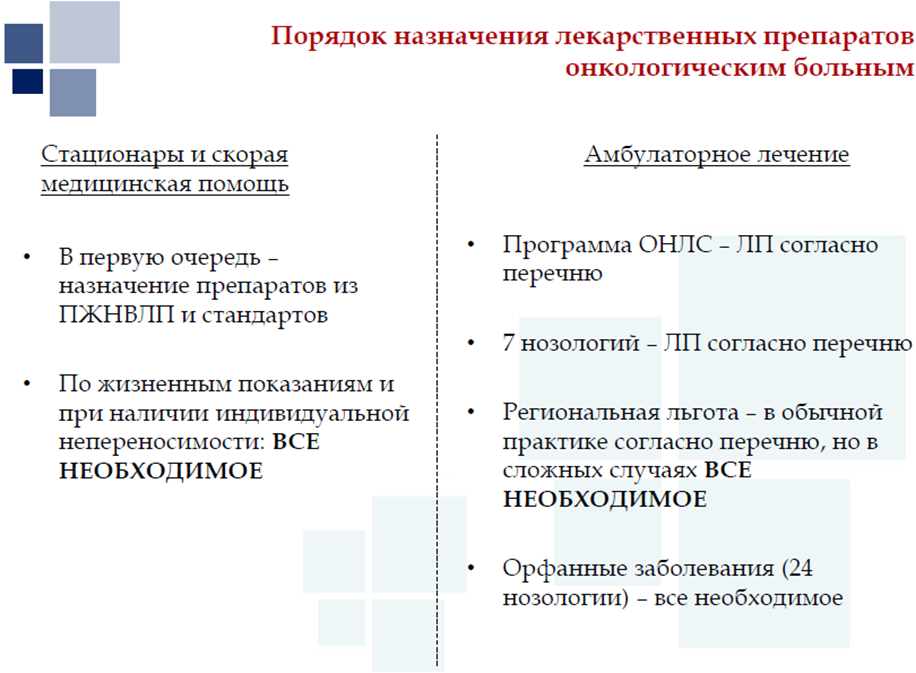 Порядок назначения лекарственных препаратов
онкологическим больным
Стационары и скорая
медицинская помощь
• В первую очередь –
назначение препаратов из
ПЖНВЛП и стандартов
• По жизненным показаниям и
при наличии индивидуальной
непереносимости: ВСЕ
НЕОБХОДИМОЕ
Амбулаторное лечение
• Программа ОНЛС – ЛП согласно
перечню
• 7 нозологий – ЛП согласно перечню
• Региональная льгота – в обычной
практике согласно перечню, но в
сложных случаях ВСЕ
НЕОБХОДИМОЕ
• Орфанные заболевания (24
нозологии) – все необходимое